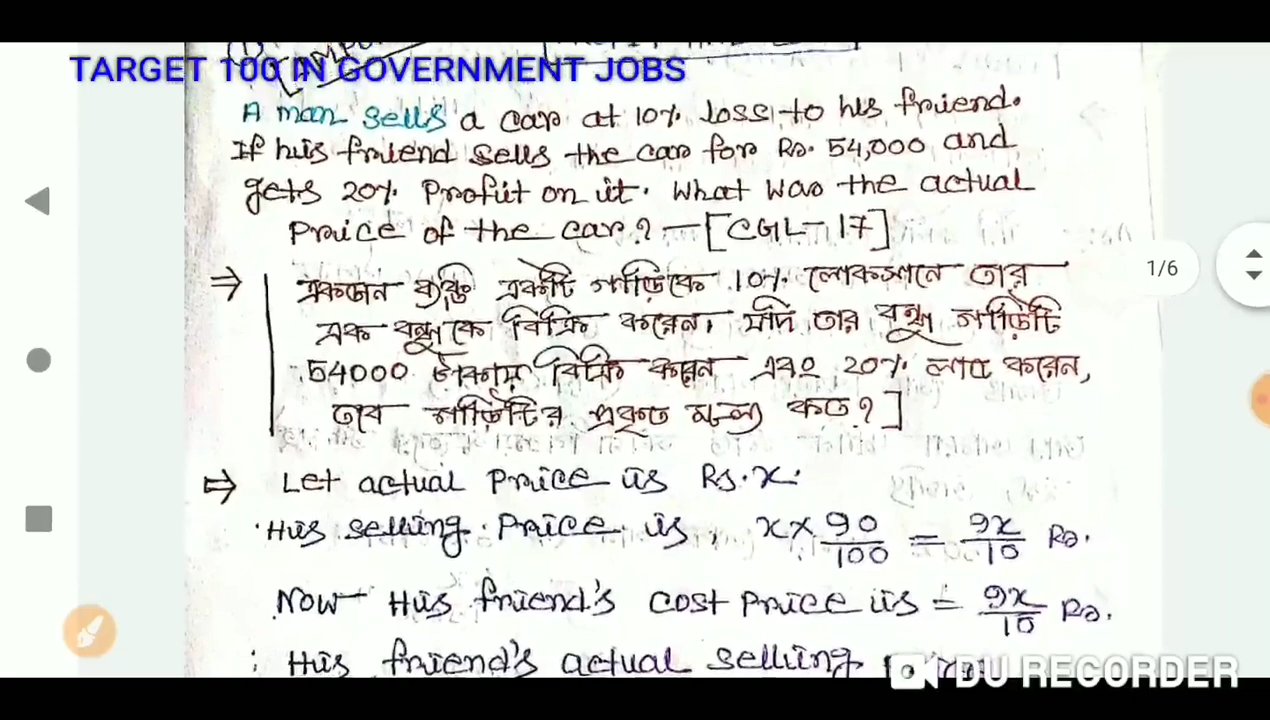 TARGET 100 IN GOVERNMENT JOBS
A man sells a car at 10% loss to his friend.
If his friend sells the car for Rs. 54,000 and
gets 20% Profit on it. What was the actual
Price of the car? — [CGL-17]
1/6
⇒ একজন ব্যক্তি একটি গাড়িকে 10% লোকসানে তার
এক বন্ধুকে বিক্রি করেন। যদি তার বন্ধু গাড়িটি
54000 টাকায় বিক্রি করেন এবং 20% লাভ করেন,
তবে গাড়িটির প্রকৃত মূল্য কত?]
⇒ Let actual Price is Rs. x.
His selling Price is, x × 90/100 = 9x/10 Rs.
Now His friend's cost Price is = 9x/10 Rs.
: His friend's actual selling
DU RECORDER